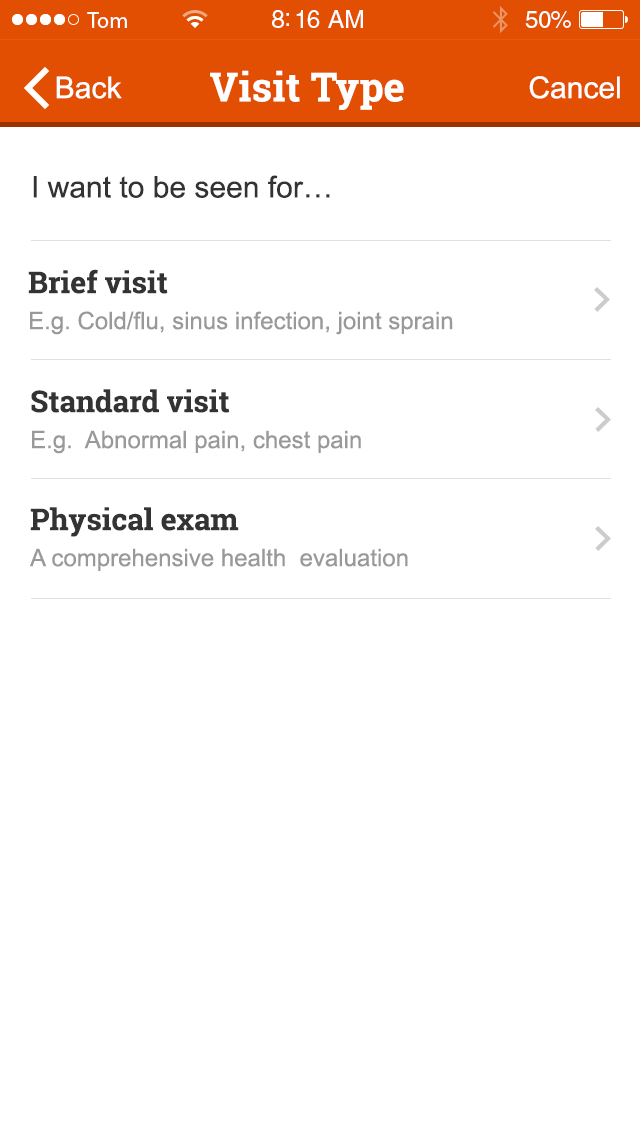 Tom 8:16 AM 50%
Back Visit Type Cancel
I want to be seen for…
Brief visit
E.g. Cold/flu, sinus infection, joint sprain
Standard visit
E.g.  Abnormal pain, chest pain
Physical exam
A comprehensive health  evaluation